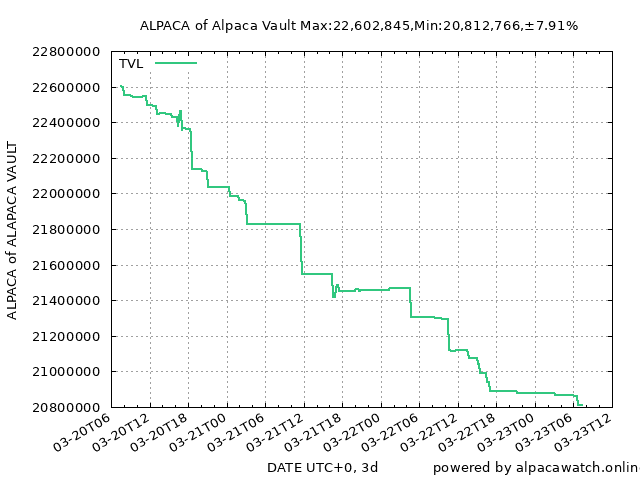 ALPACA of Alpaca Vault Max:22,602,845,Min:20,812,766,±7.91%
22800000
TVL
22600000
22400000
22200000
22000000
21800000
21600000
21400000
21200000
21000000
20800000
ALPACA of ALAPACA VAULT
03-20T06
03-20T12
03-20T18
03-21T00
03-21T06
03-21T12
03-21T18
03-22T00
03-22T06
03-22T12
03-22T18
03-23T00
03-23T06
03-23T12
DATE UTC+0, 3d
powered by alpacawatch.onlin